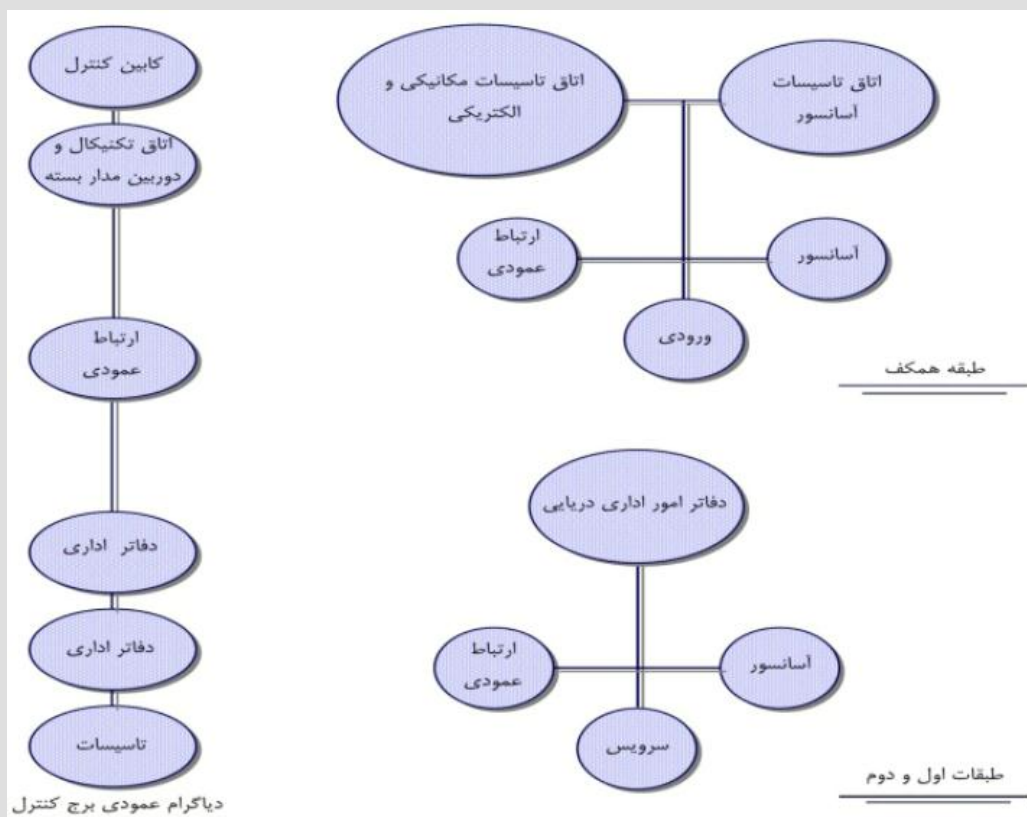 کابین کنترل
اتاق تکنیکال و
دوربین مدار بسته
ارتباط
عمودی
دفاتر اداری
دفاتر اداری
تاسیسات
دیاگرام عمودی برج کنترل
اتاق تاسیسات
آسانسور
اتاق تاسیسات مکانیکی و
الکتریکی
آسانسور
ارتباط
عمودی
ورودی
طبقه همکف
دفاتر امور اداری دریایی
آسانسور
ارتباط
عمودی
سرویس
طبقات اول و دوم